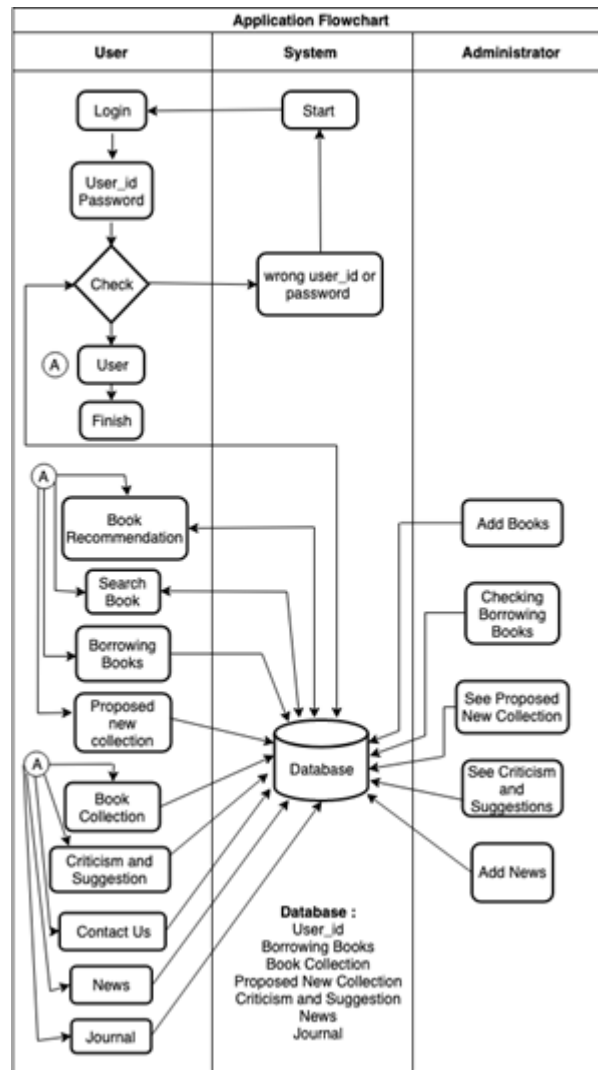 Application Flowchart
User
System
Administrator
Login
Start
User_id
Password
Check
wrong user_id or
password
A
User
Finish
A
Book
Recommendation
Add Books
Search
Book
Checking
Borrowing
Books
Borrowing
Books
Proposed
new
collection
See Proposed
New Collection
A
Database
Book
Collection
See Criticism
and
Suggestions
Criticism and
Suggestion
Add News
Contact Us
News
Journal
Database :
User_id
Borrowing Books
Book Collection
Proposed New Collection
Criticism and Suggestion
News
Journal